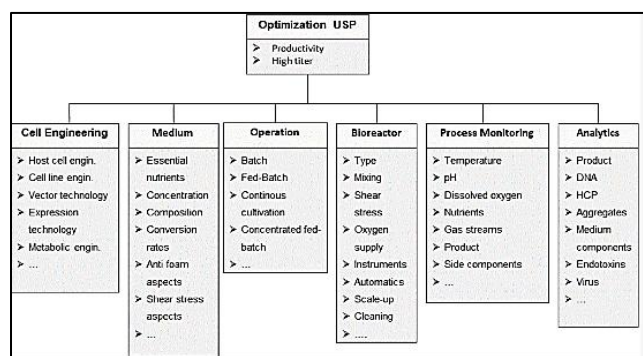 Optimization USP
➢ Productivity
➢ High titer
Cell Engineering
➢ Host cell engin.
➢ Cell line engin.
➢ Vector technology
➢ Expression
technology
➢ Metabolic engin.
➢ ...
Medium
➢ Essential
nutrients
➢ Concentration
➢ Composition
➢ Conversion
rates
➢ Anti foam
aspects
➢ Shear stress
aspects
➢ ...
Operation
➢ Batch
➢ Fed-Batch
➢ Continous
cultivation
➢ Concentrated fed-
batch
➢ ...
Bioreactor
➢ Type
➢ Mixing
➢ Shear
stress
➢ Oxygen
supply
➢ Instruments
➢ Automatics
➢ Scale-up
➢ Cleaning
➢ ....
Process Monitoring
➢ Temperature
➢ pH
➢ Dissolved oxygen
➢ Nutrients
➢ Gas streams
➢ Product
➢ Side components
➢ ...
Analytics
➢ Product
➢ DNA
➢ HCP
➢ Aggregates
➢ Medium
components
➢ Endotoxins
➢ Virus
➢ ...